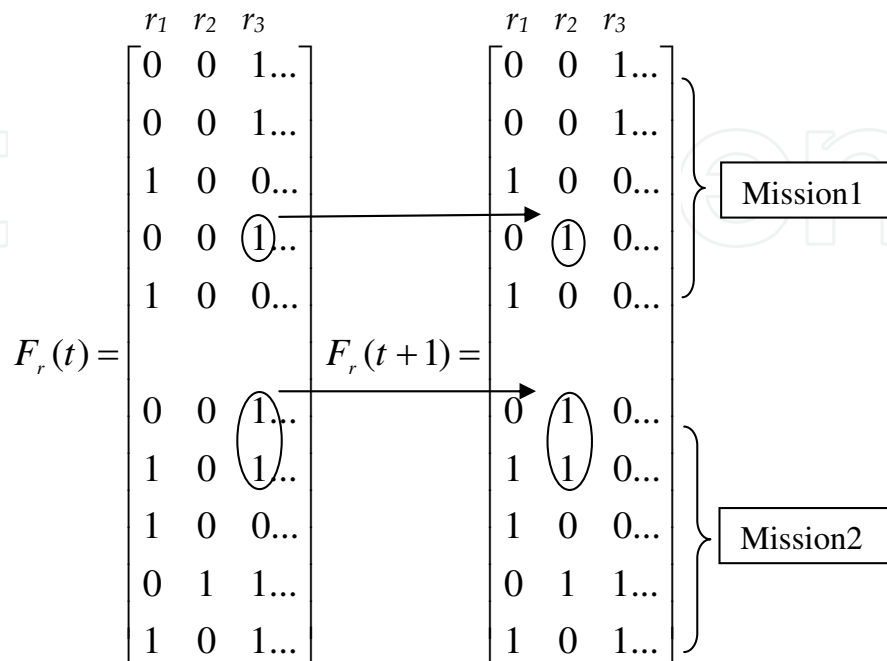 r1 r2 r3 r1 r2 r3
0 0 1... 0 0 1...
0 0 1... 0 0 1...
1 0 0... 1 0 0...
Mission1
0 0 1... 0 1 0...
1 0 0... 1 0 0...
F_r(t) = F_r(t+1) =
0 0 1... 0 1 0...
1 0 1... 1 1 0...
1 0 0... 1 0 0...
Mission2
0 1 1... 0 1 1...
1 0 1... 1 0 1...